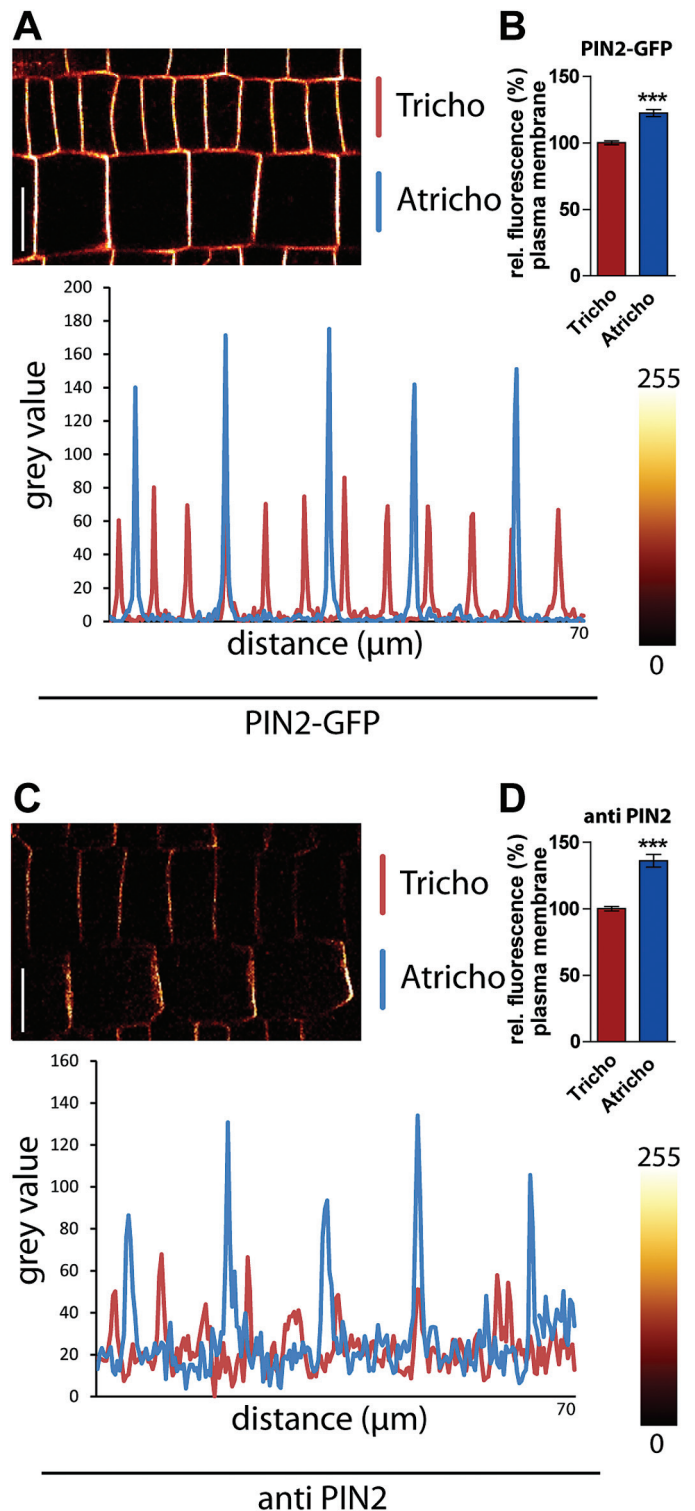 A
Tricho
Atricho
B
PIN2-GFP
rel. fluorescence (%)
plasma membrane
150
***
100
50
0
Tricho
Atricho
grey value
200
180
160
140
120
100
80
60
40
20
0
distance (µm)
70
255
0
PIN2-GFP
C
Tricho
Atricho
D
anti PIN2
rel. fluorescence (%)
plasma membrane
150
***
100
50
0
Tricho
Atricho
grey value
160
140
120
100
80
60
40
20
0
distance (µm)
70
255
0
anti PIN2